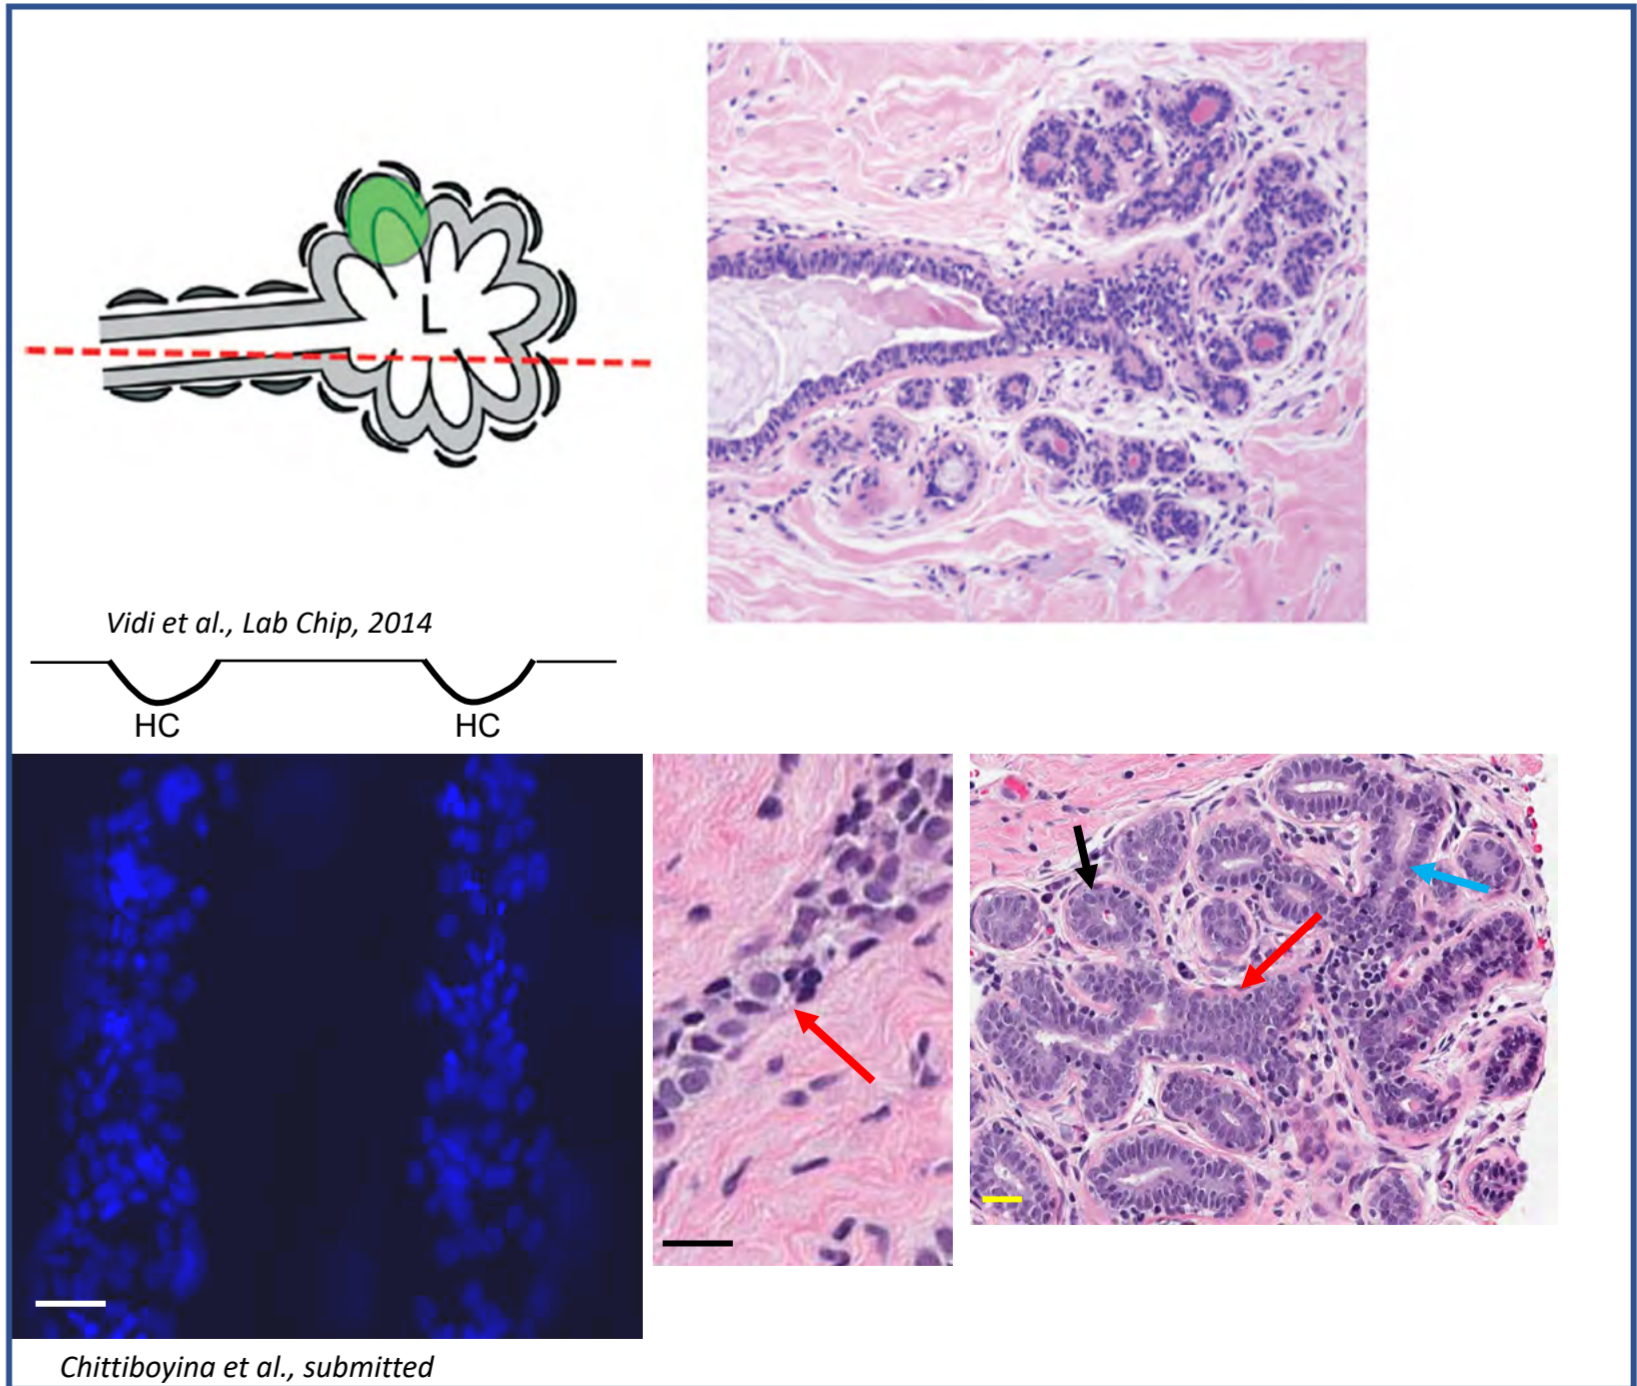 L
Vidi et al., Lab Chip, 2014
HC HC
Chittiboyina et al., submitted